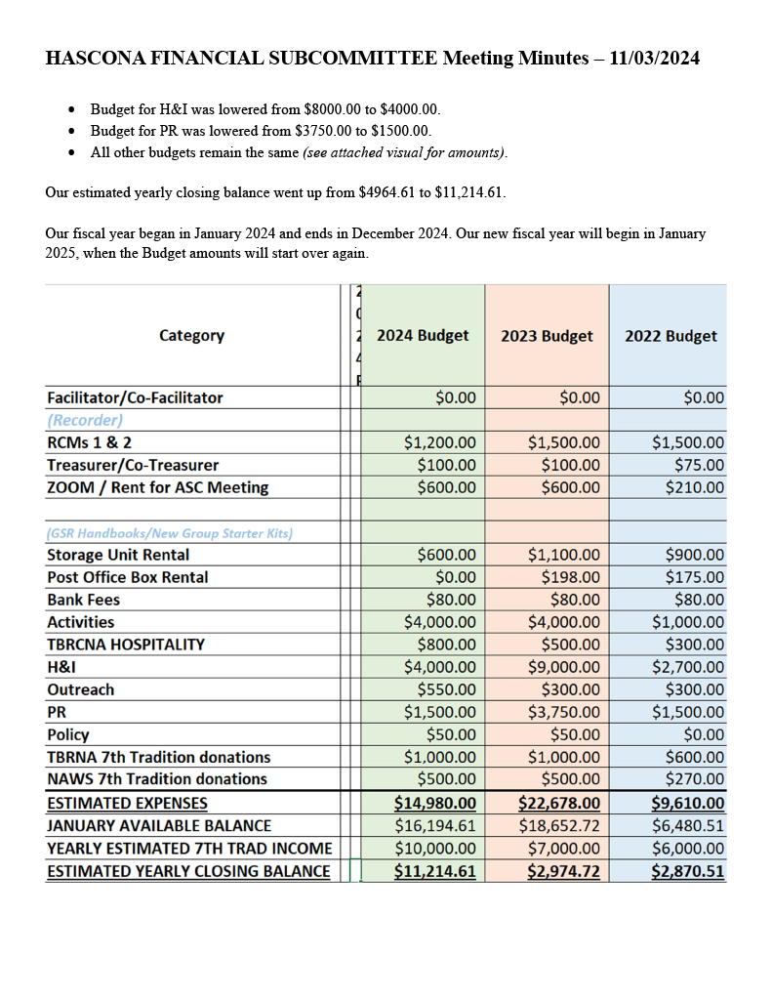 HASCONA FINANCIAL SUBCOMMITTEE Meeting Minutes – 11/03/2024
• Budget for H&I was lowered from $8000.00 to $4000.00.
• Budget for PR was lowered from $3750.00 to $1500.00.
• All other budgets remain the same (see attached visual for amounts).
Our estimated yearly closing balance went up from $4964.61 to $11,214.61.
Our fiscal year began in January 2024 and ends in December 2024. Our new fiscal year will begin in January
2025, when the Budget amounts will start over again.
Category 2024 Budget 2023 Budget 2022 Budget
Facilitator/Co-Facilitator $0.00 $0.00 $0.00
(Recorder)
RCMs 1 & 2 $1,200.00 $1,500.00 $1,500.00
Treasurer/Co-Treasurer $100.00 $100.00 $75.00
ZOOM / Rent for ASC Meeting $600.00 $600.00 $210.00
(GSR Handbooks/New Group Starter Kits)
Storage Unit Rental $600.00 $1,100.00 $900.00
Post Office Box Rental $0.00 $198.00 $175.00
Bank Fees $80.00 $80.00 $80.00
Activities $4,000.00 $4,000.00 $1,000.00
TBRCNA HOSPITALITY $800.00 $500.00 $300.00
H&I $4,000.00 $9,000.00 $2,700.00
Outreach $550.00 $300.00 $300.00
PR $1,500.00 $3,750.00 $1,500.00
Policy $50.00 $50.00 $0.00
TBRNA 7th Tradition donations $1,000.00 $1,000.00 $600.00
NAWS 7th Tradition donations $500.00 $500.00 $270.00
ESTIMATED EXPENSES $14,980.00 $22,678.00 $9,610.00
JANUARY AVAILABLE BALANCE $16,194.61 $18,652.72 $6,480.51
YEARLY ESTIMATED 7TH TRAD INCOME $10,000.00 $7,000.00 $6,000.00
ESTIMATED YEARLY CLOSING BALANCE $11,214.61 $2,974.72 $2,870.51